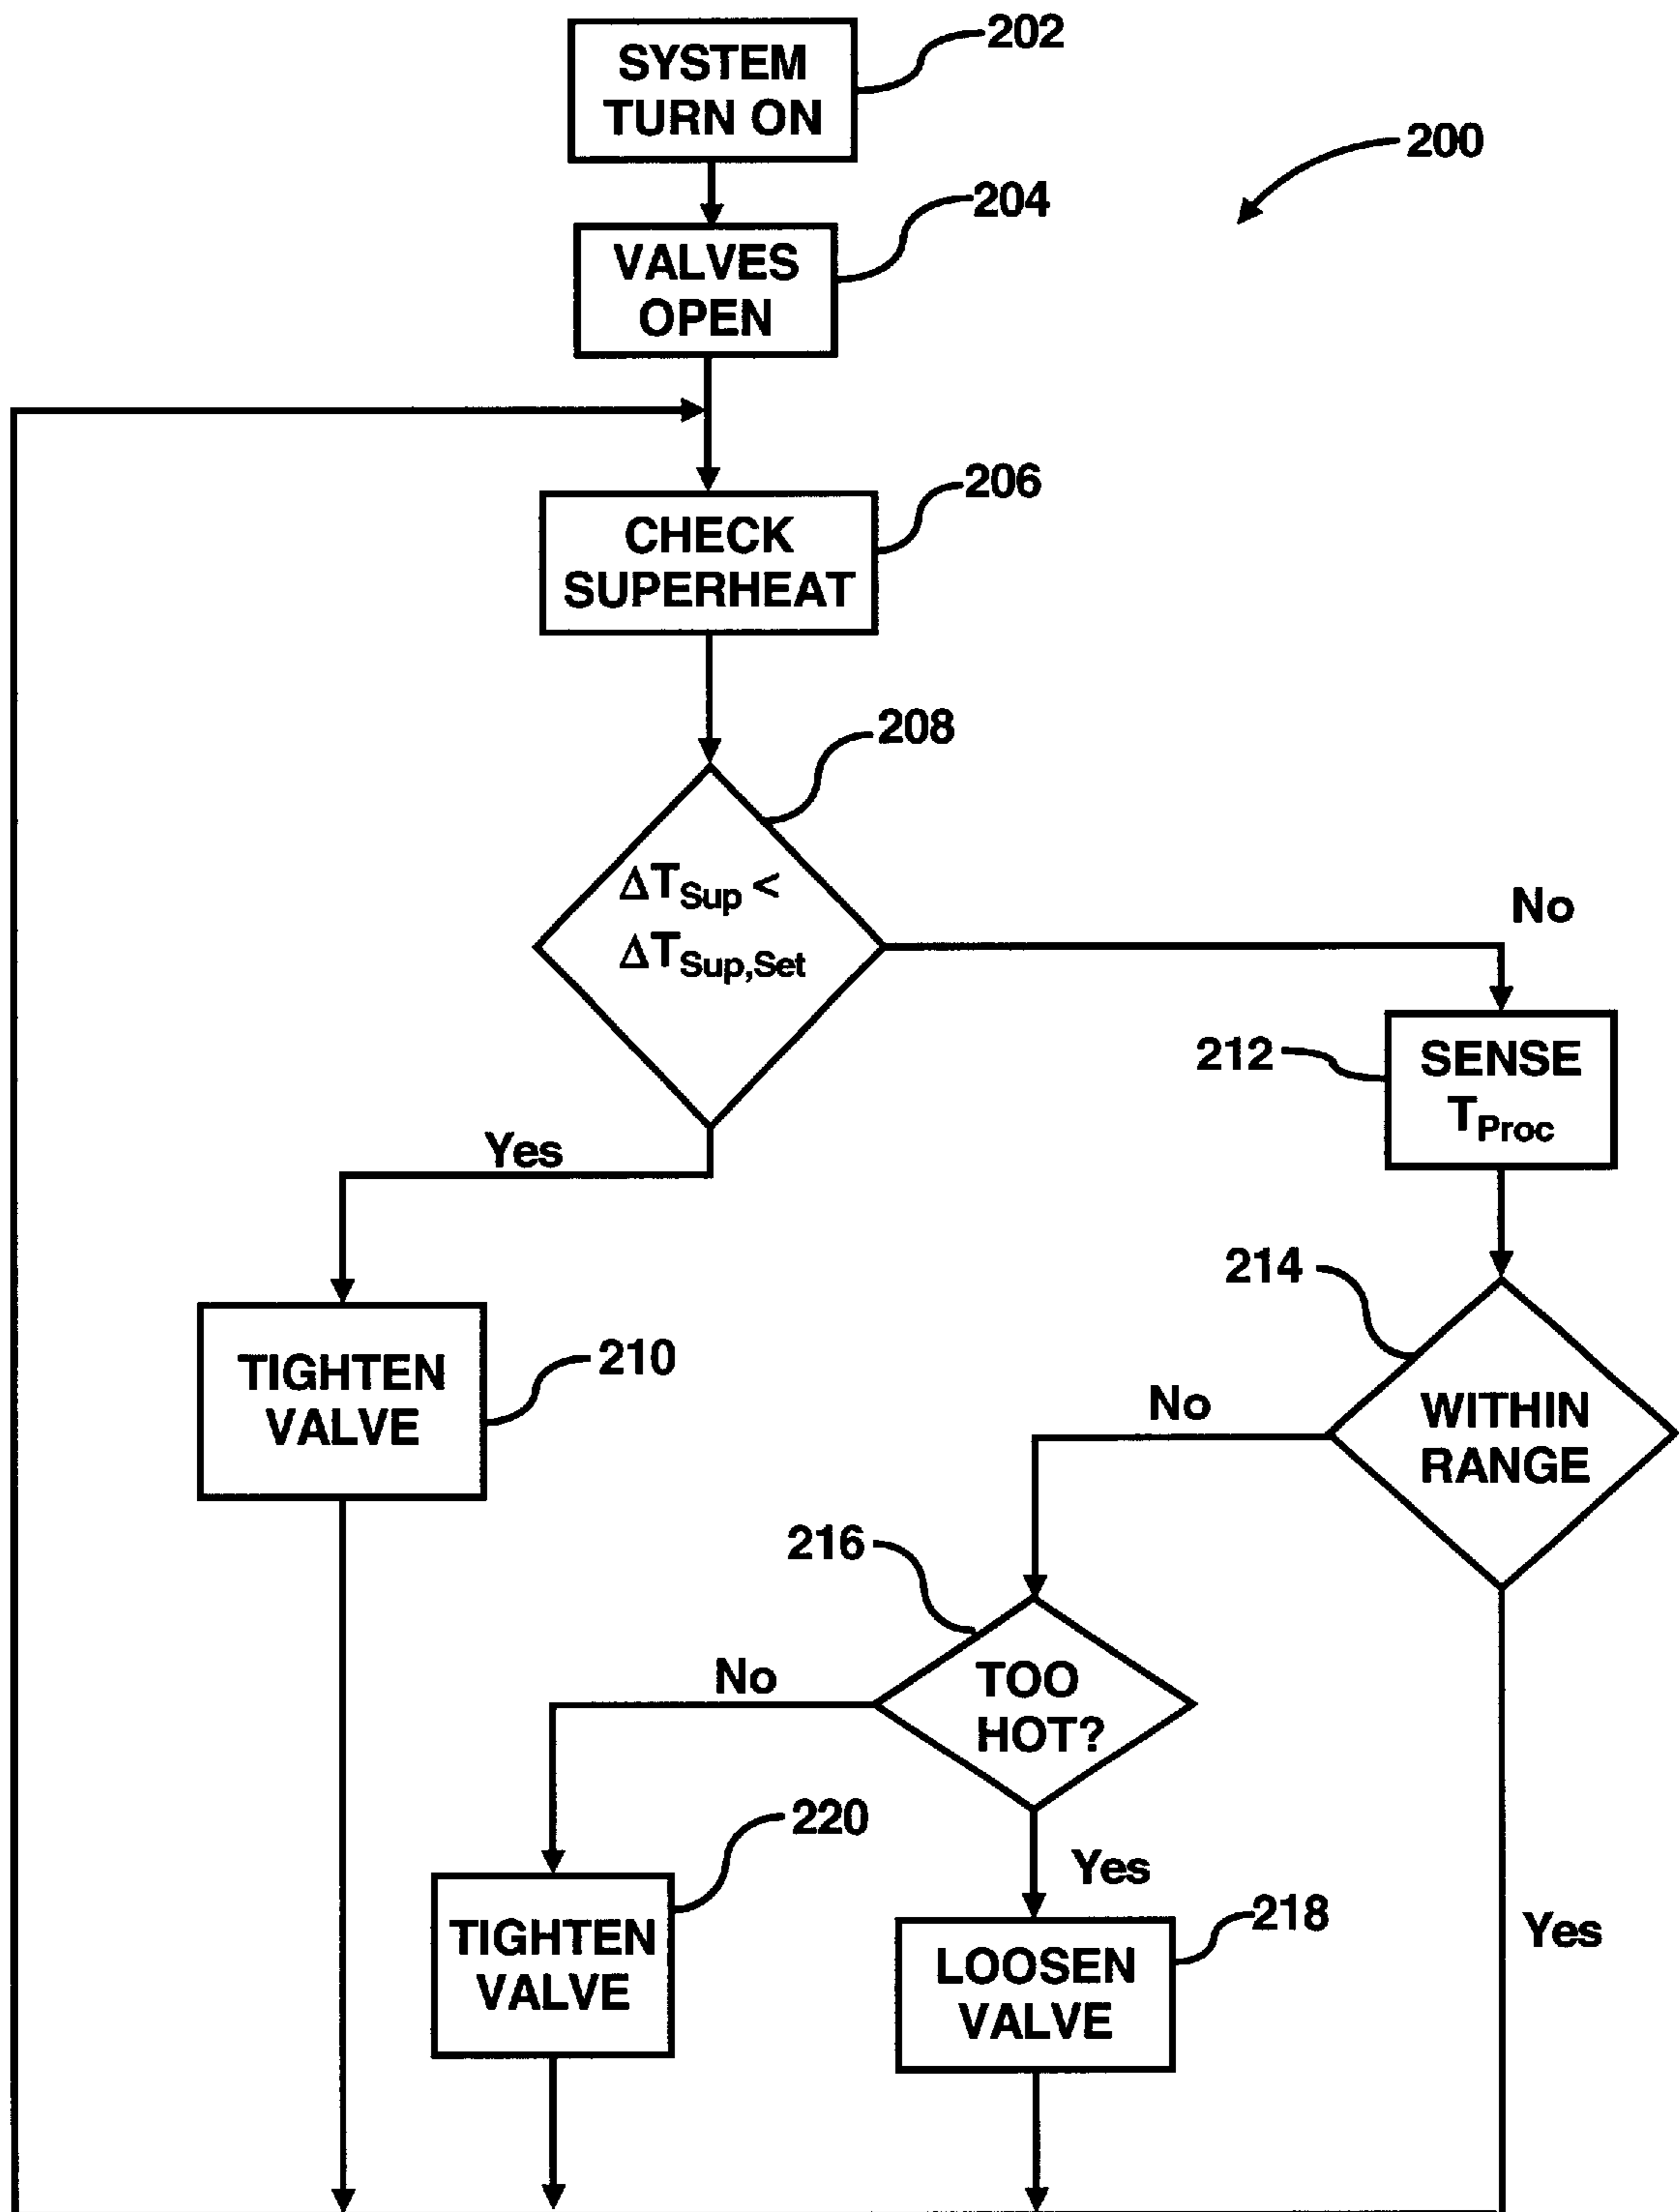 SYSTEM
TURN ON
202
200
VALVES
OPEN
204
CHECK
SUPERHEAT
206
208
ΔTSup <
ΔTSup,Set
No
Yes
212
SENSE
TProc
214
WITHIN
RANGE
TIGHTEN
VALVE
210
No
216
TOO
HOT?
No
220
Yes
TIGHTEN
VALVE
218
LOOSEN
VALVE
Yes